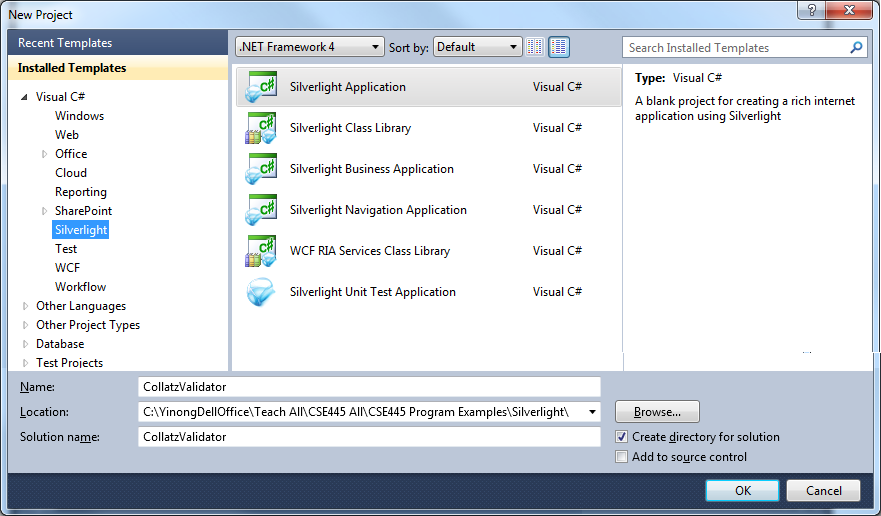 New Project
Recent Templates
Installed Templates
Visual C#
Windows
Web
Office
Cloud
Reporting
SharePoint
Silverlight
Test
WCF
Workflow
Other Languages
Other Project Types
Database
Test Projects
.NET Framework 4 Sort by: Default
Silverlight Application Visual C#
Silverlight Class Library Visual C#
Silverlight Business Application Visual C#
Silverlight Navigation Application Visual C#
WCF RIA Services Class Library Visual C#
Silverlight Unit Test Application Visual C#
Search Installed Templates
Type: Visual C#
A blank project for creating a rich internet
application using Silverlight
Name: CollatzValidator
Location: C:\YinongDellOffice\Teach All\CSE445 All\CSE445 Program Examples\Silverlight\ Browse...
Solution name: CollatzValidator
Create directory for solution
Add to source control
OK Cancel